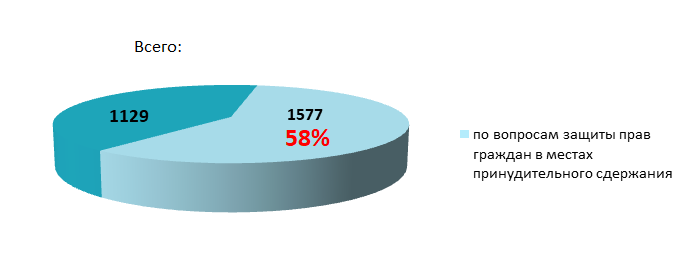 Всего:
1129
1577
58%
по вопросам защиты прав
граждан в местах
принудительного сдержания